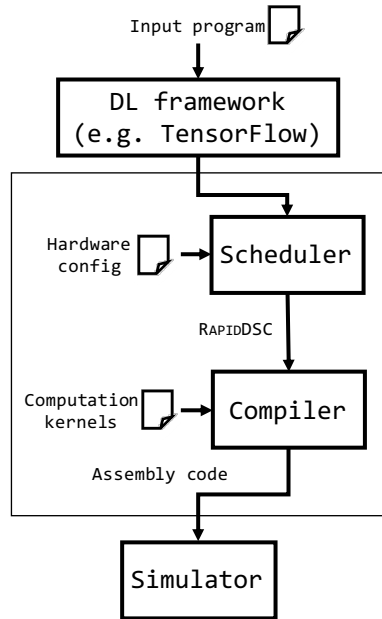 Input program
DL framework
(e.g. TensorFlow)
Hardware
config
Scheduler
RAPIDDSC
Computation
kernels
Compiler
Assembly code
Simulator